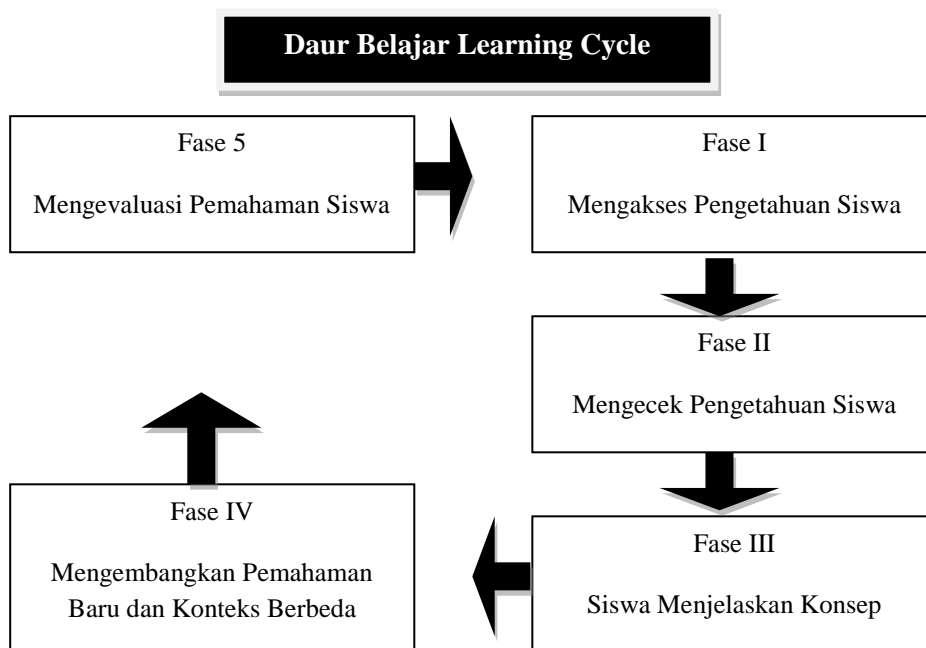 Daur Belajar Learning Cycle
Fase 5
Mengevaluasi Pemahaman Siswa
Fase I
Mengakses Pengetahuan Siswa
Fase II
Mengecek Pengetahuan Siswa
Fase III
Siswa Menjelaskan Konsep
Fase IV
Mengembangkan Pemahaman
Baru dan Konteks Berbeda